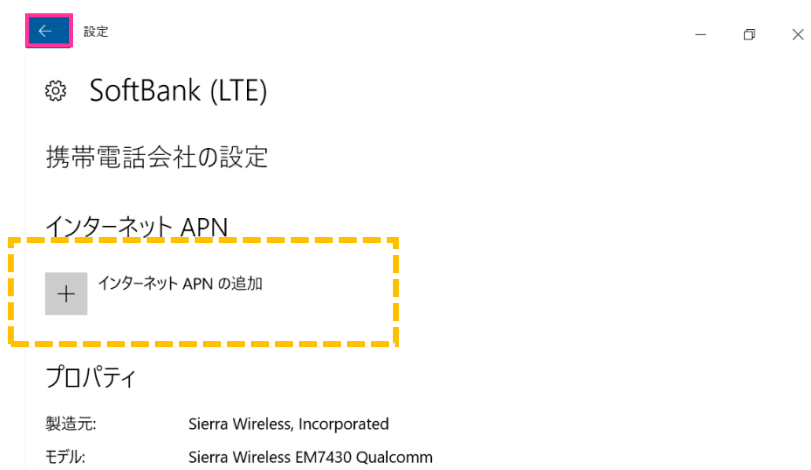 設定
SoftBank (LTE)
携帯電話会社の設定
インターネット APN
インターネット APN の追加
プロパティ
製造元: Sierra Wireless, Incorporated
モデル: Sierra Wireless EM7430 Qualcomm